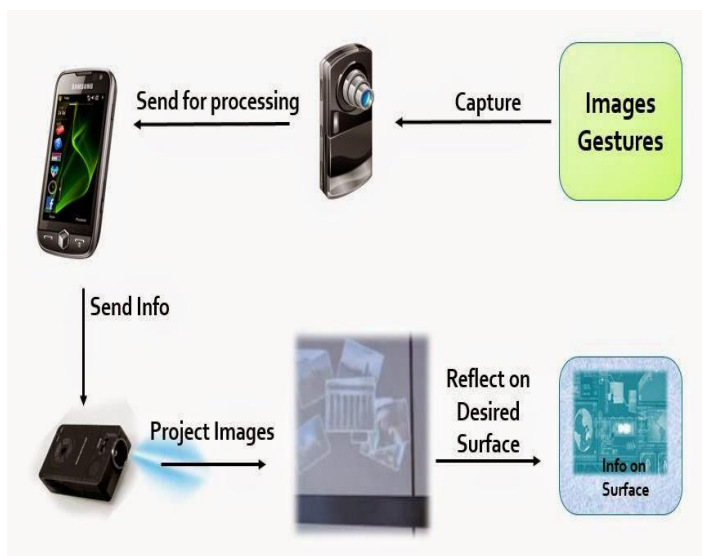 Send for processing
Capture
Images
Gestures
SAMSUNG
Send Info
Project Images
Reflect on
Desired
Surface
Info on
Surface